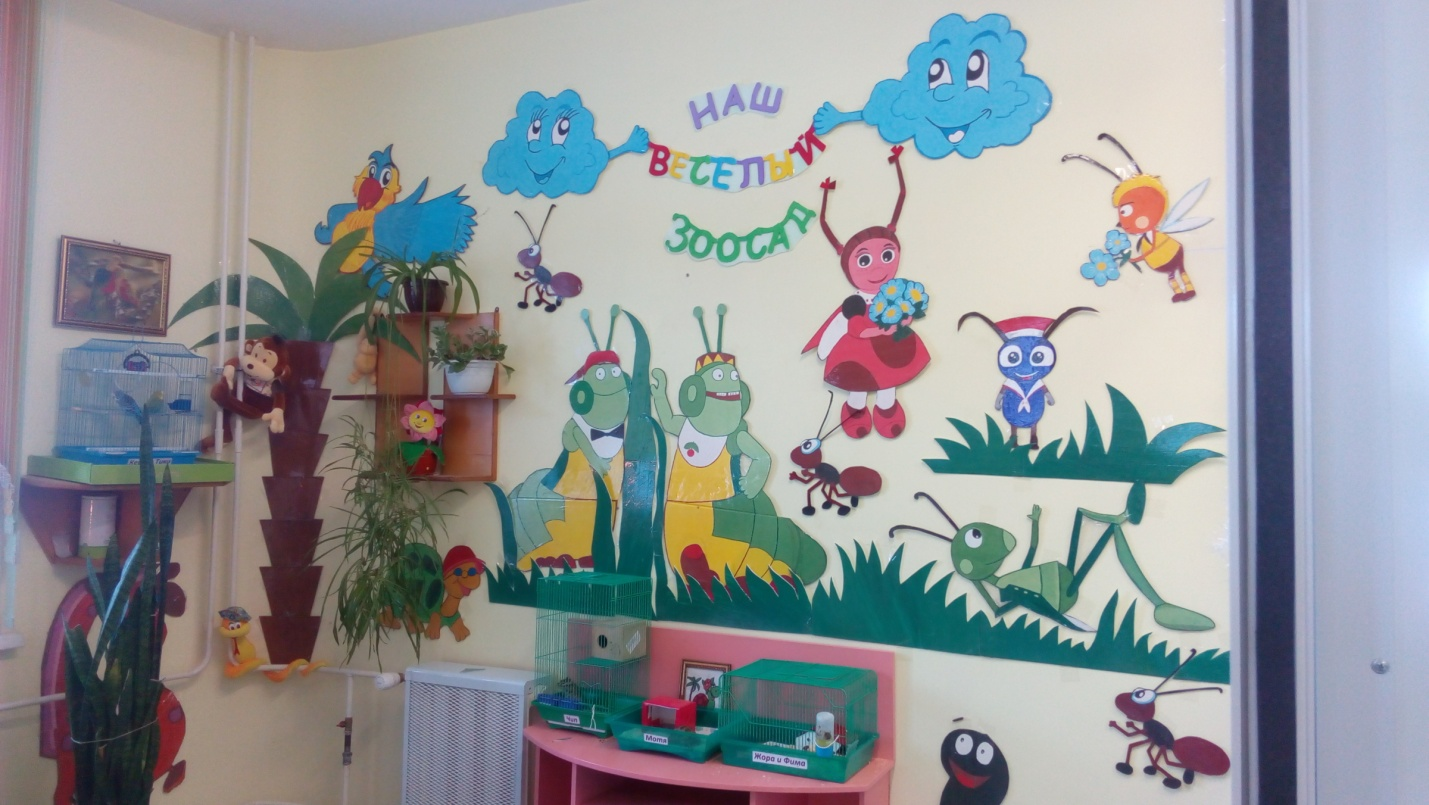 НАШ
ВЕСЕЛЫЙ
ЗООСАД
Чип
Мотя
Жора и Фима